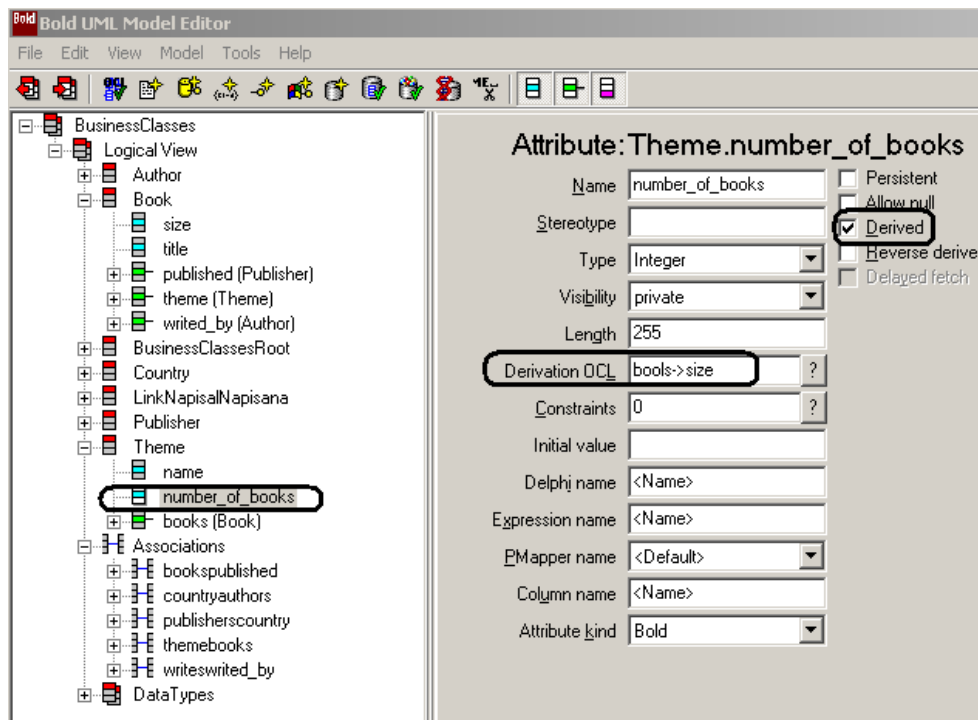 Bold Bold UML Model Editor
File Edit View Model Tools Help
BusinessClasses
Logical View
Author
Book
size
title
published (Publisher)
theme (Theme)
writed_by (Author)
BusinessClassesRoot
Country
LinkNapisalNapisana
Publisher
Theme
name
number_of_books
books (Book)
Associations
bookspublished
countryauthors
publisherscountry
themebooks
writeswrited_by
DataTypes
Attribute: Theme.number_of_books
Name number_of_books
Persistent
Allow null
Stereotype
Derived
Reverse derive
Type Integer
Delayed fetch
Visibility private
Length 255
Derivation OCL bools->size ?
Constraints 0 ?
Initial value
Delphi name <Name>
Expression name <Name>
PMapper name <Default>
Column name <Name>
Attribute kind Bold